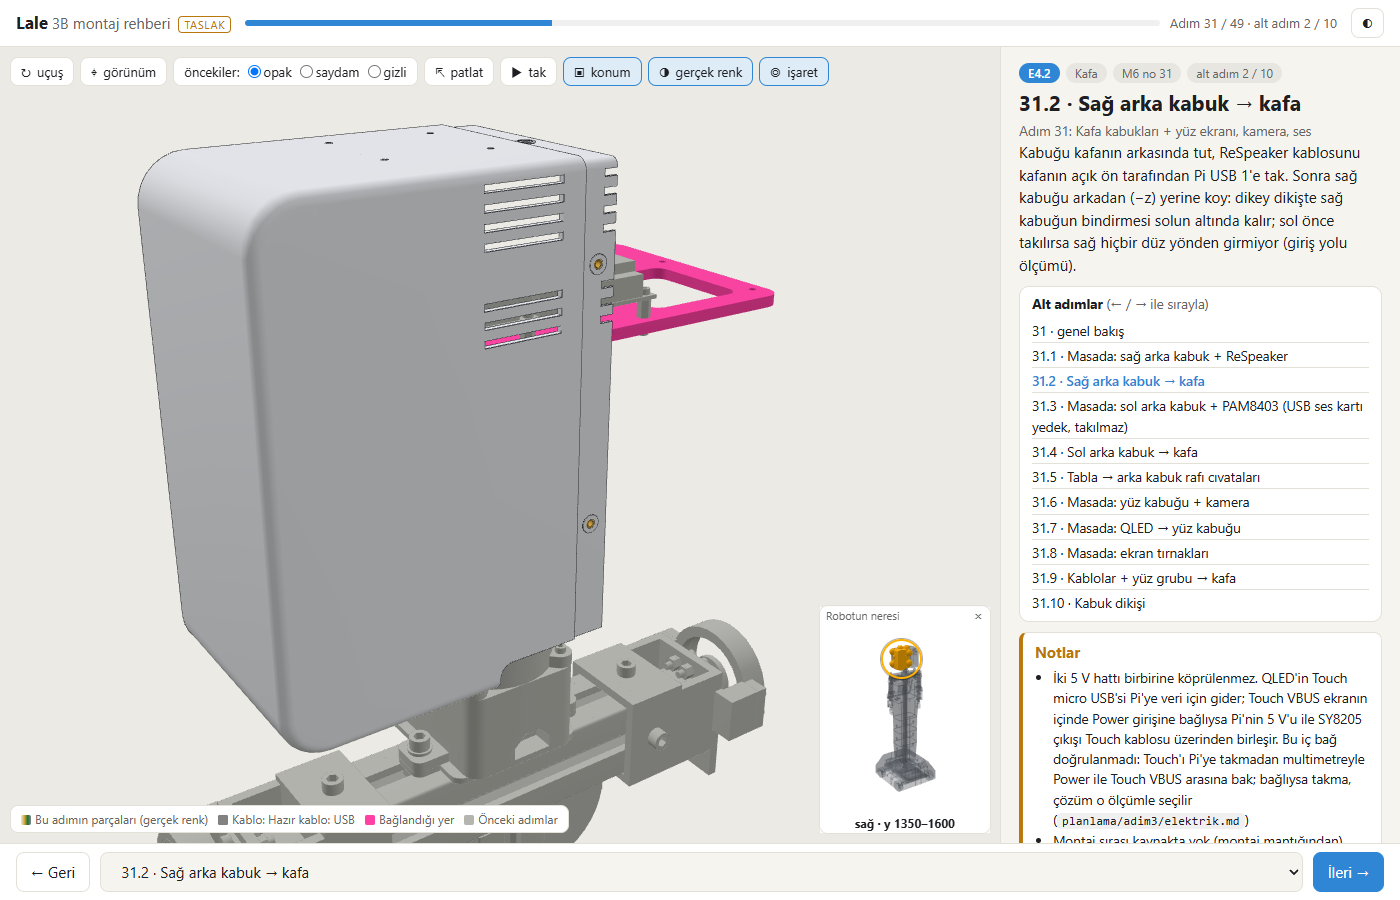 Lale 3B montaj rehberi TASLAK
Adım 31 / 49 · alt adım 2 / 10
↻ uçuş
⌖ görünüm
öncekiler: opak saydam gizli
⇱ patlat
▶ tak
▣ konum
◑ gerçek renk
◎ işaret
E4.2 Kafa M6 no 31 alt adım 2 / 10
31.2 · Sağ arka kabuk → kafa
Adım 31: Kafa kabukları + yüz ekranı, kamera, ses
Kabuğu kafanın arkasında tut, ReSpeaker kablosunu
kafanın açık ön tarafından Pi USB 1'e tak. Sonra sağ
kabuğu arkadan (−z) yerine koy: dikey dikişte sağ
kabuğun bindirmesi solun altında kalır; sol önce
takılırsa sağ hiçbir düz yönden girmiyor (giriş yolu
ölçümü).
Alt adımlar (← / → ile sırayla)
31 · genel bakış
31.1 · Masada: sağ arka kabuk + ReSpeaker
31.2 · Sağ arka kabuk → kafa
31.3 · Masada: sol arka kabuk + PAM8403 (USB ses kartı
yedek, takılmaz)
31.4 · Sol arka kabuk → kafa
31.5 · Tabla → arka kabuk rafı cıvataları
31.6 · Masada: yüz kabuğu + kamera
31.7 · Masada: QLED → yüz kabuğu
31.8 · Masada: ekran tırnakları
31.9 · Kablolar + yüz grubu → kafa
31.10 · Kabuk dikişi
Notlar
• İki 5 V hattı birbirine köprülenmez. QLED'in Touch
micro USB'si Pi'ye veri için gider; Touch VBUS ekranın
içinde Power girişine bağlıysa Pi'nin 5 V'u ile SY8205
çıkışı Touch kablosu üzerinden birleşir. Bu iç bağ
doğrulanmadı: Touch'ı Pi'ye takmadan multimetreyle
Power ile Touch VBUS arasına bak; bağlıysa takma,
çözüm o ölçümle seçilir
(planlama/adim3/elektrik.md)
• Montaj sırası kaynakta yok (montaj mantığından)
Robotun neresi ×
sağ · y 1350–1600
Bu adımın parçaları (gerçek renk) Kablo: Hazır kablo: USB Bağlandığı yer Önceki adımlar
← Geri
31.2 · Sağ arka kabuk → kafa
İleri →